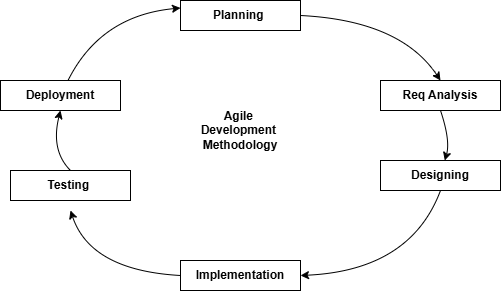 Planning
Deployment
Req Analysis
Agile
Development
Methodology
Testing
Designing
Implementation